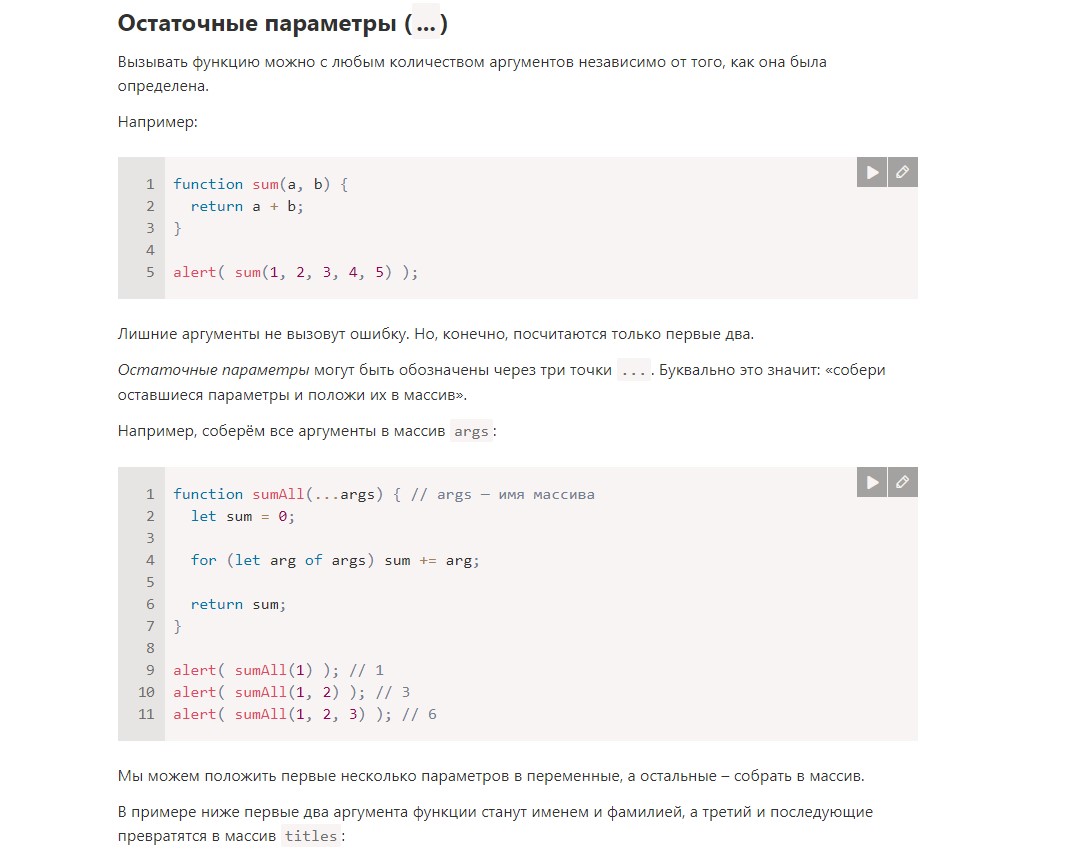 Остаточные параметры (...)
Вызывать функцию можно с любым количеством аргументов независимо от того, как она была
определена.
Например:
1 function sum(a, b) {
2   return a + b;
3 }
4
5 alert( sum(1, 2, 3, 4, 5) );
Лишние аргументы не вызовут ошибку. Но, конечно, посчитаются только первые два.
Остаточные параметры могут быть обозначены через три точки .... Буквально это значит: «собери
оставшиеся параметры и положи их в массив».
Например, соберём все аргументы в массив args:
1 function sumAll(...args) { // args — имя массива
2   let sum = 0;
3
4   for (let arg of args) sum += arg;
5
6   return sum;
7 }
8
9 alert( sumAll(1) ); // 1
10 alert( sumAll(1, 2) ); // 3
11 alert( sumAll(1, 2, 3) ); // 6
Мы можем положить первые несколько параметров в переменные, а остальные – собрать в массив.
В примере ниже первые два аргумента функции станут именем и фамилией, а третий и последующие
превратятся в массив titles: